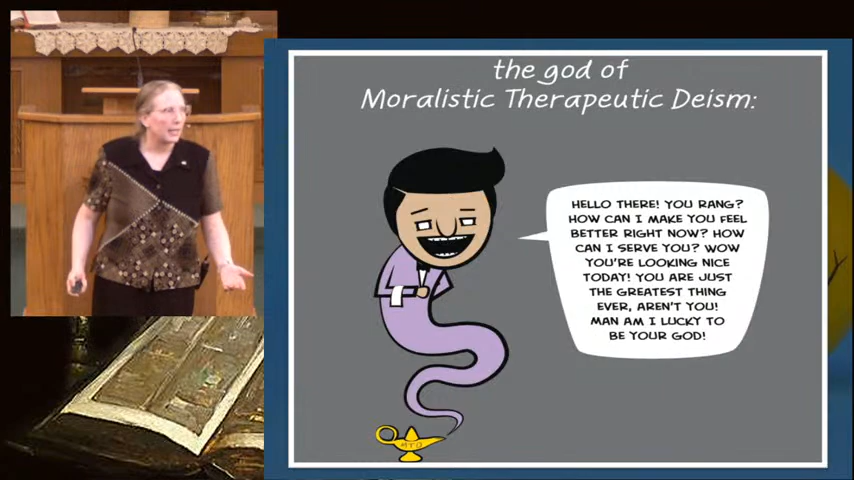 the god of
Moralistic Therapeutic Deism:
HELLO THERE! YOU RANG?
HOW CAN I MAKE YOU FEEL
BETTER RIGHT NOW? HOW
CAN I SERVE YOU? WOW
YOU'RE LOOKING NICE
TODAY! YOU ARE JUST
THE GREATEST THING
EVER, AREN'T YOU!
MAN AM I LUCKY TO
BE YOUR GOD!
MTD